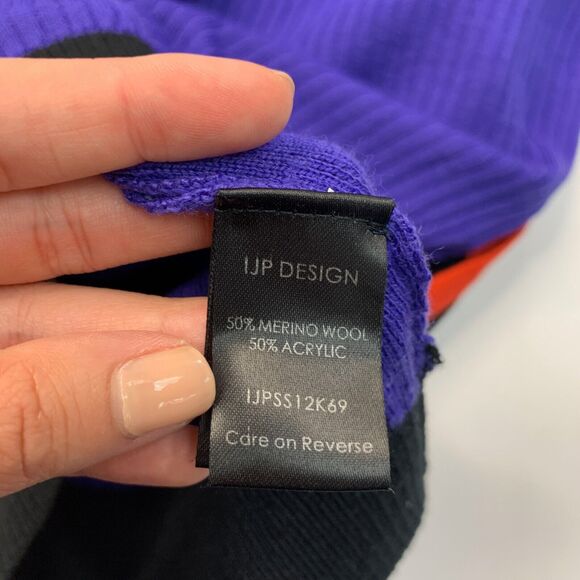 IJP DESIGN
50% MERINO WOOL
50% ACRYLIC
IJPSS12K69
Care on Reverse